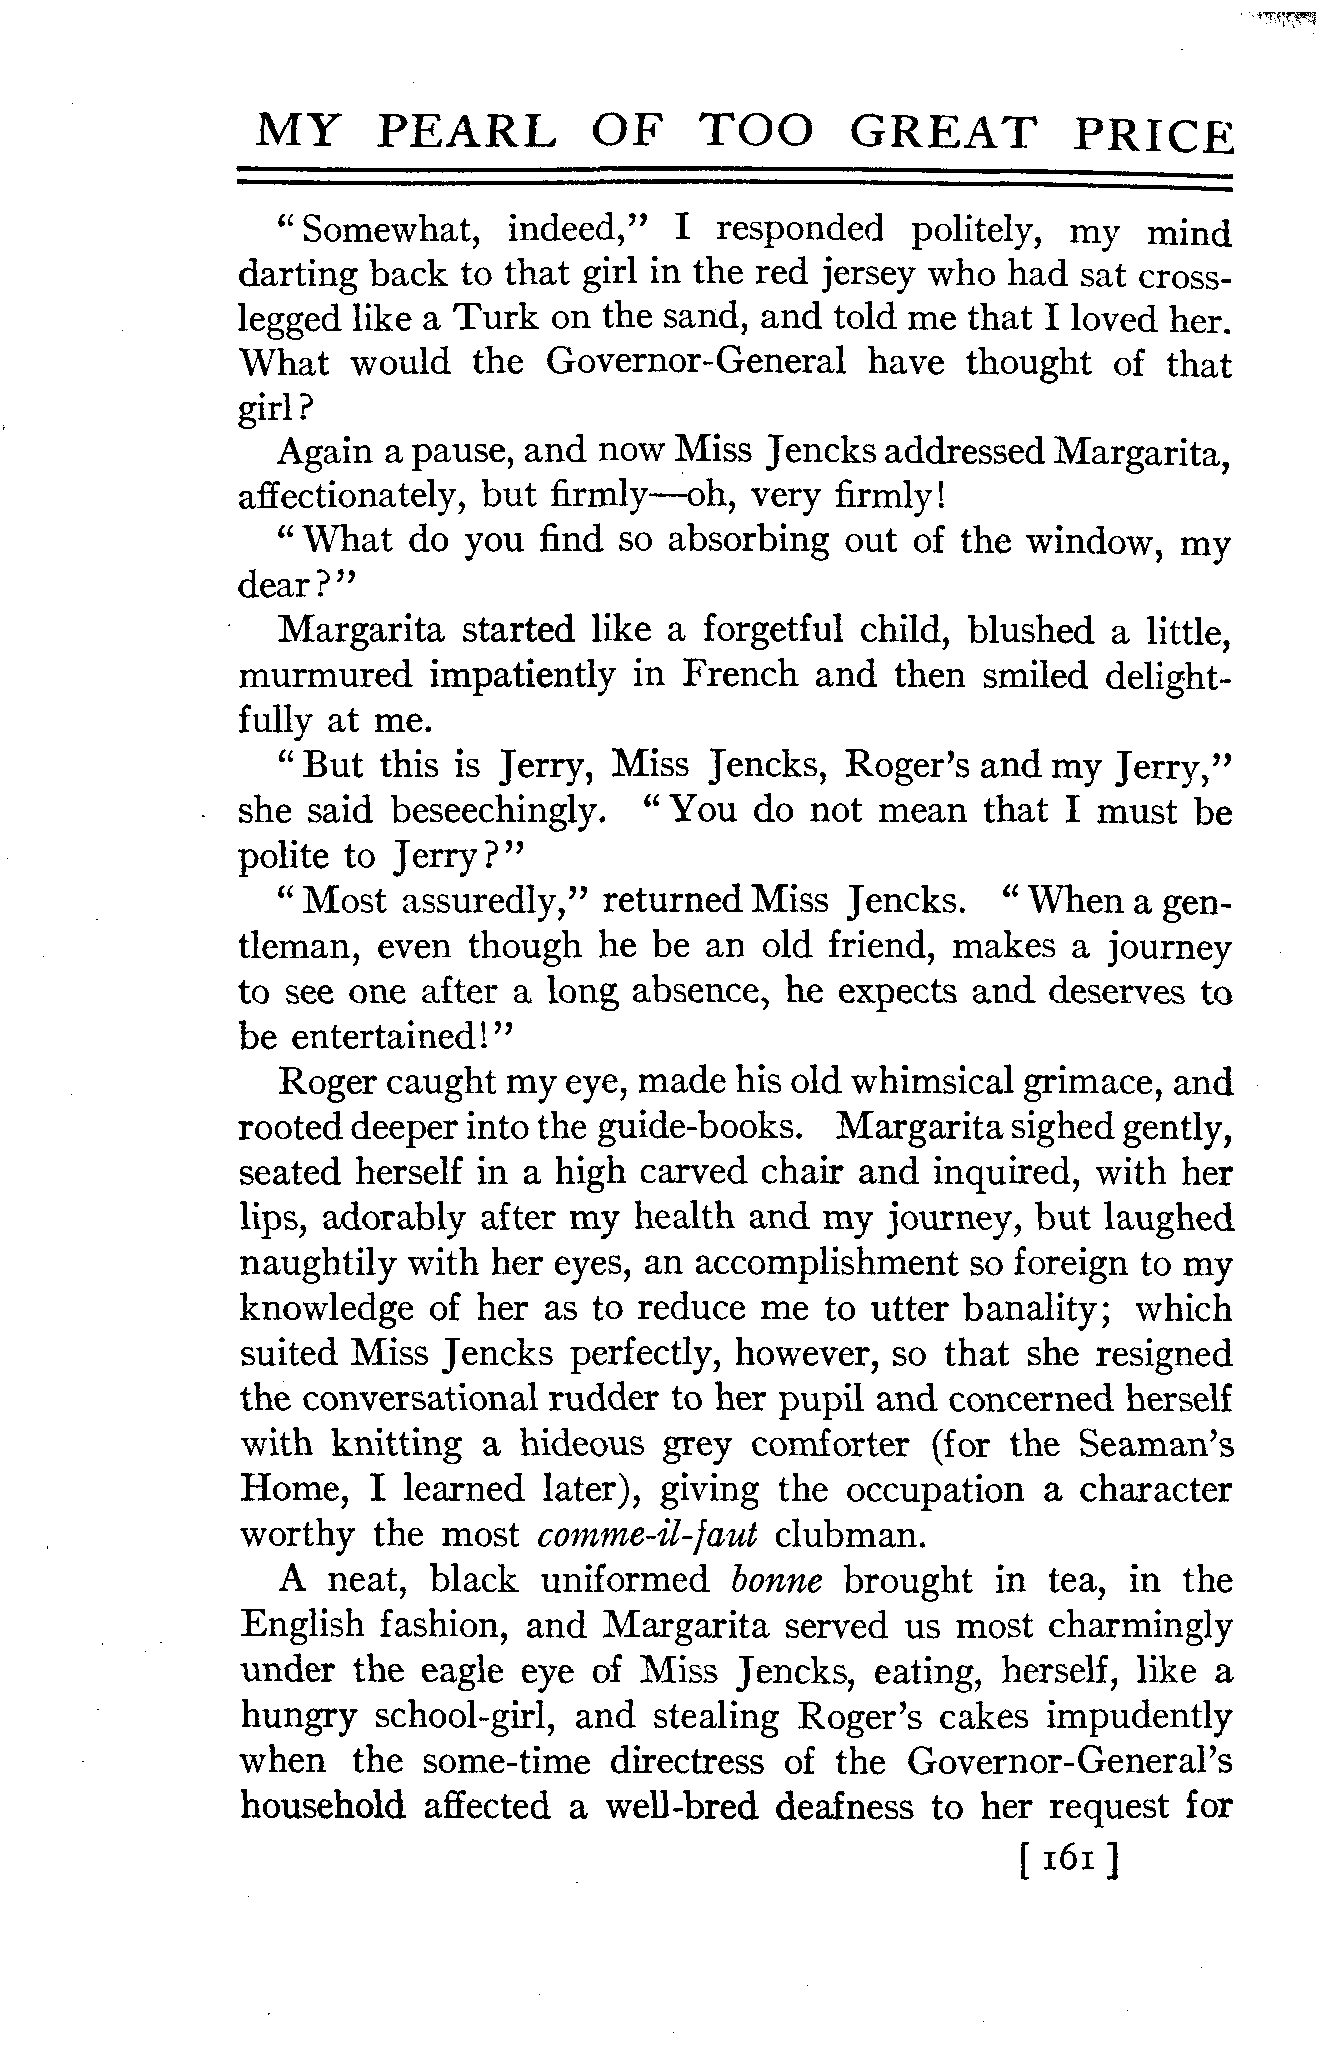 MY PEARL OF TOO GREAT PRICE
“Somewhat, indeed,” I responded politely, my mind
darting back to that girl in the red jersey who had sat cross-
legged like a Turk on the sand, and told me that I loved her.
What would the Governor-General have thought of that
girl?
Again a pause, and now Miss Jencks addressed Margarita,
affectionately, but firmly—oh, very firmly!
“What do you find so absorbing out of the window, my
dear?”
Margarita started like a forgetful child, blushed a little,
murmured impatiently in French and then smiled delight-
fully at me.
“But this is Jerry, Miss Jencks, Roger’s and my Jerry,”
she said beseechingly. “You do not mean that I must be
polite to Jerry?”
“Most assuredly,” returned Miss Jencks. “When a gen-
tleman, even though he be an old friend, makes a journey
to see one after a long absence, he expects and deserves to
be entertained!”
Roger caught my eye, made his old whimsical grimace, and
rooted deeper into the guide-books. Margarita sighed gently,
seated herself in a high carved chair and inquired, with her
lips, adorably after my health and my journey, but laughed
naughtily with her eyes, an accomplishment so foreign to my
knowledge of her as to reduce me to utter banality; which
suited Miss Jencks perfectly, however, so that she resigned
the conversational rudder to her pupil and concerned herself
with knitting a hideous grey comforter (for the Seaman’s
Home, I learned later), giving the occupation a character
worthy the most comme-il-faut clubman.
A neat, black uniformed bonne brought in tea, in the
English fashion, and Margarita served us most charmingly
under the eagle eye of Miss Jencks, eating, herself, like a
hungry school-girl, and stealing Roger’s cakes impudently
when the some-time directress of the Governor-General’s
household affected a well-bred deafness to her request for
[ 161 ]